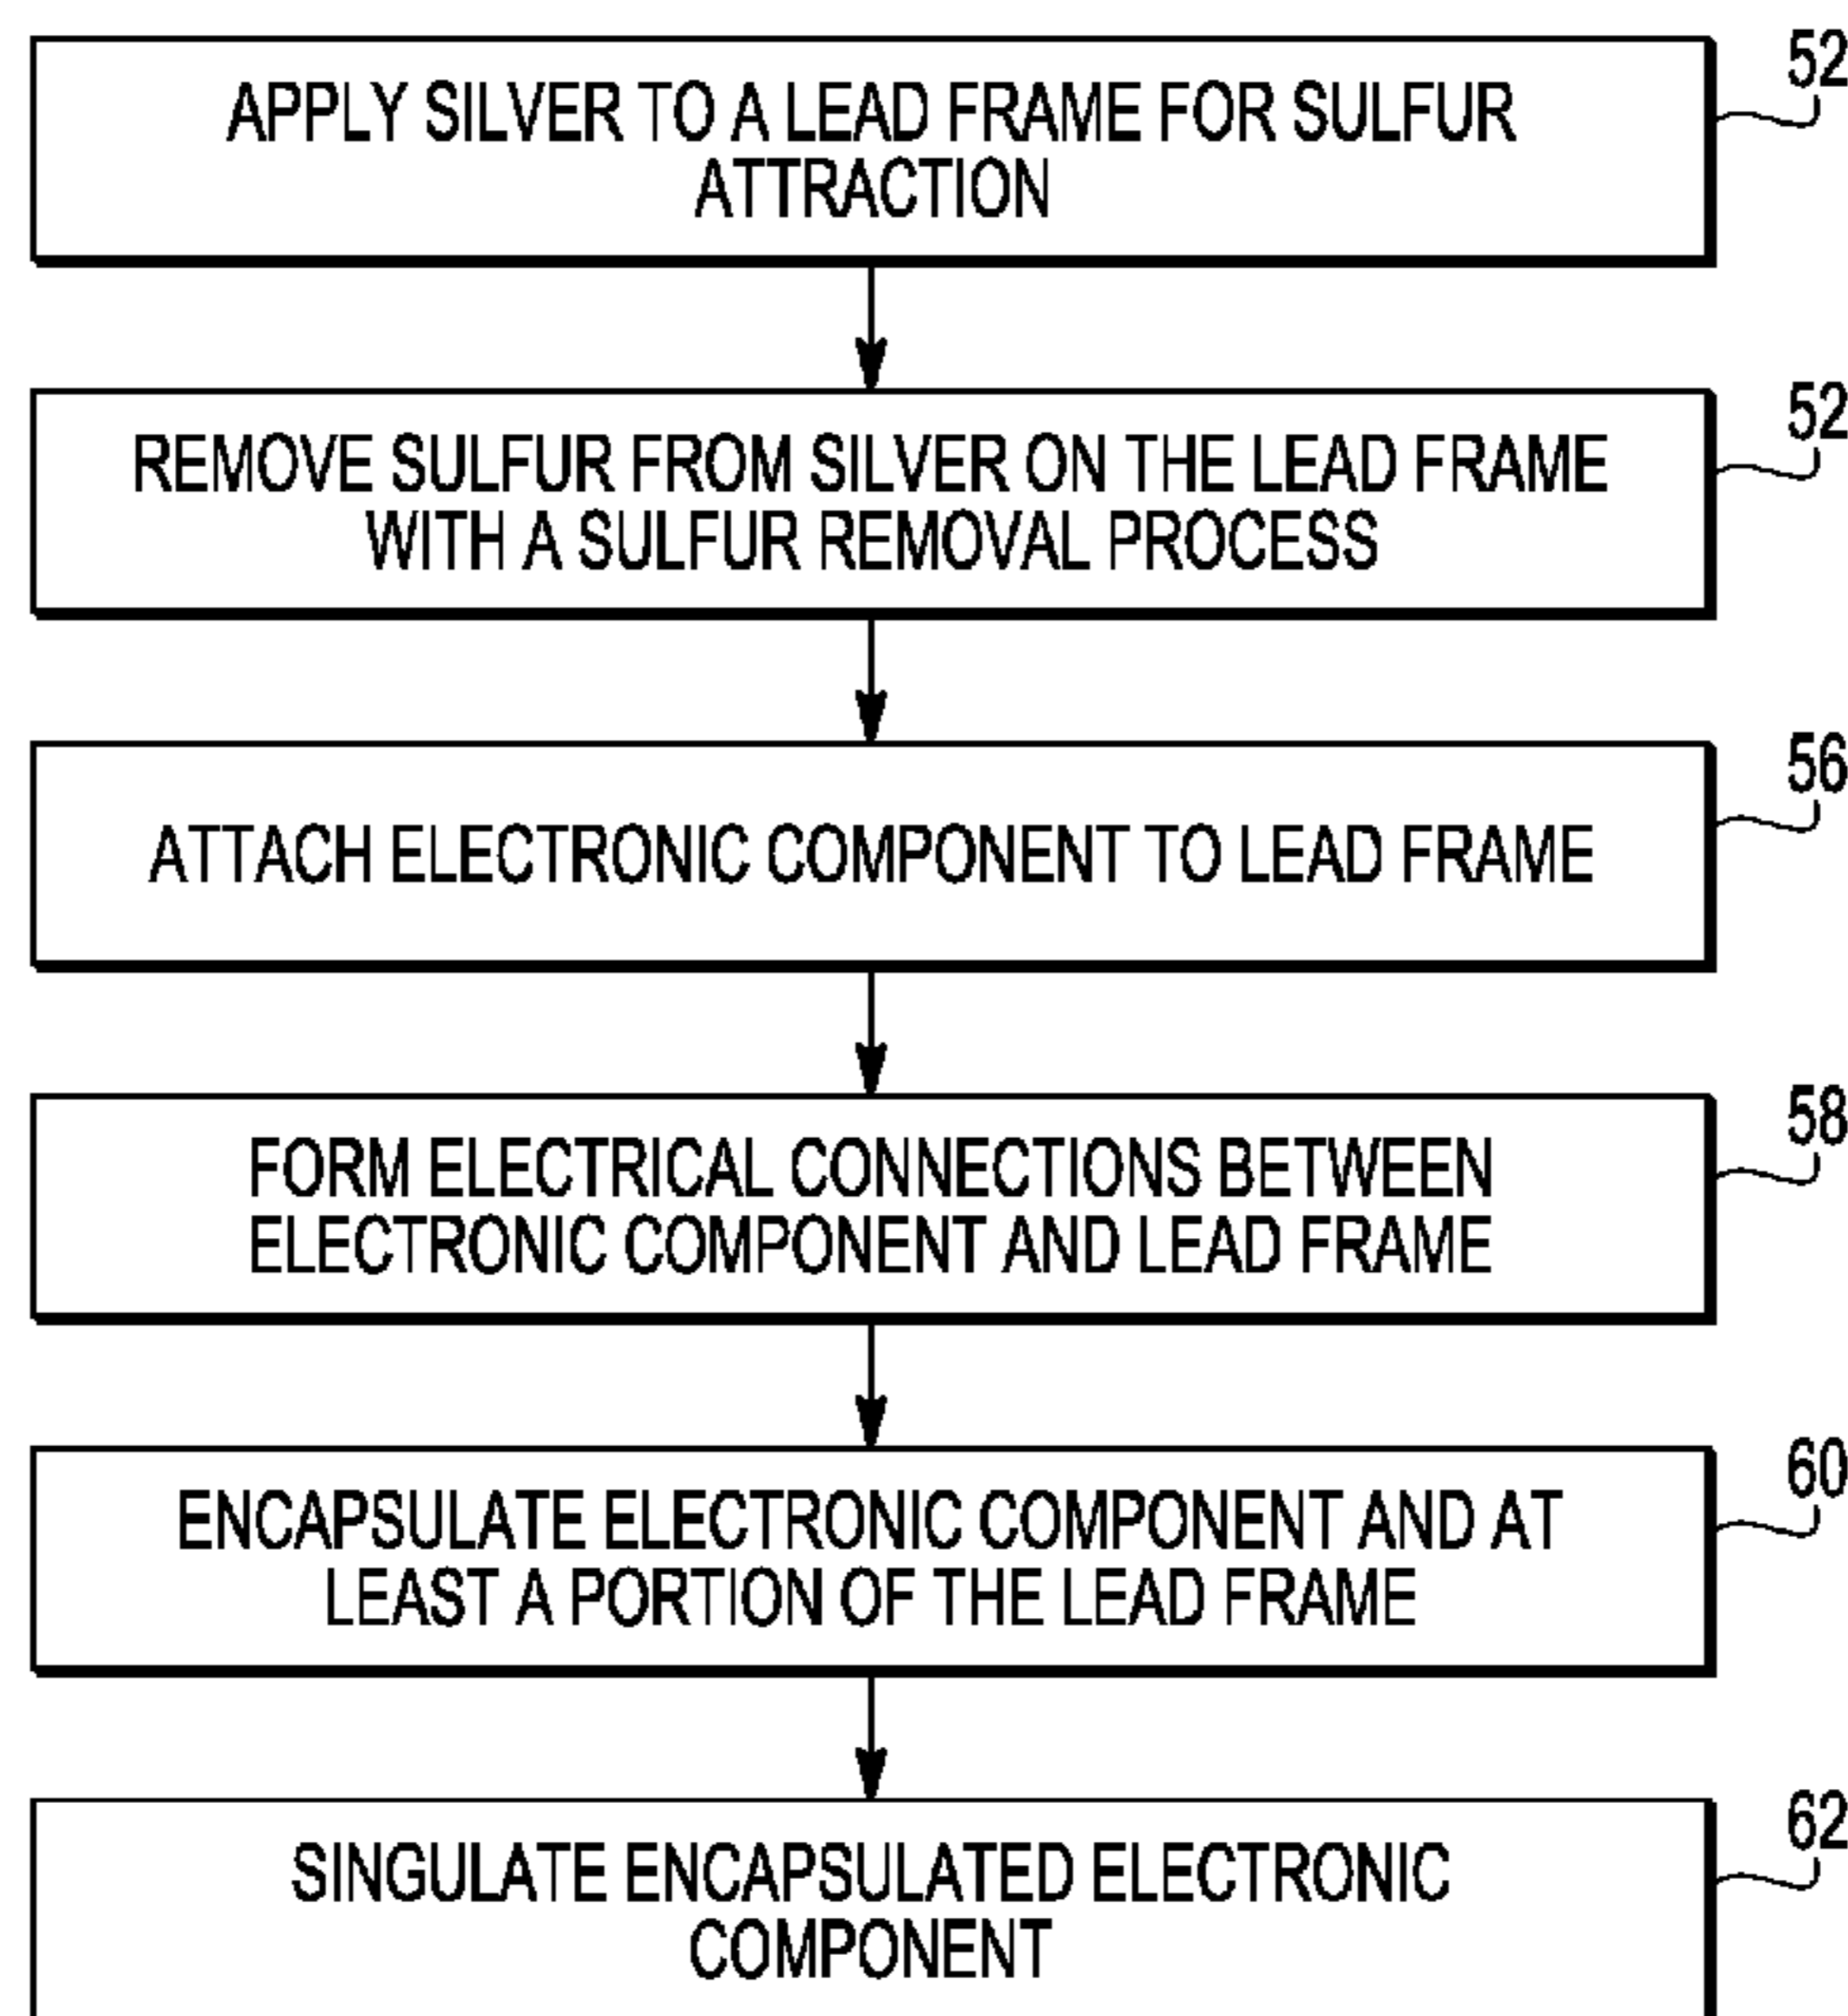 APPLY SILVER TO A LEAD FRAME FOR SULFUR
ATTRACTION
52
REMOVE SULFUR FROM SILVER ON THE LEAD FRAME
WITH A SULFUR REMOVAL PROCESS
52
ATTACH ELECTRONIC COMPONENT TO LEAD FRAME
56
FORM ELECTRICAL CONNECTIONS BETWEEN
ELECTRONIC COMPONENT AND LEAD FRAME
58
ENCAPSULATE ELECTRONIC COMPONENT AND AT
LEAST A PORTION OF THE LEAD FRAME
60
SINGULATE ENCAPSULATED ELECTRONIC
COMPONENT
62